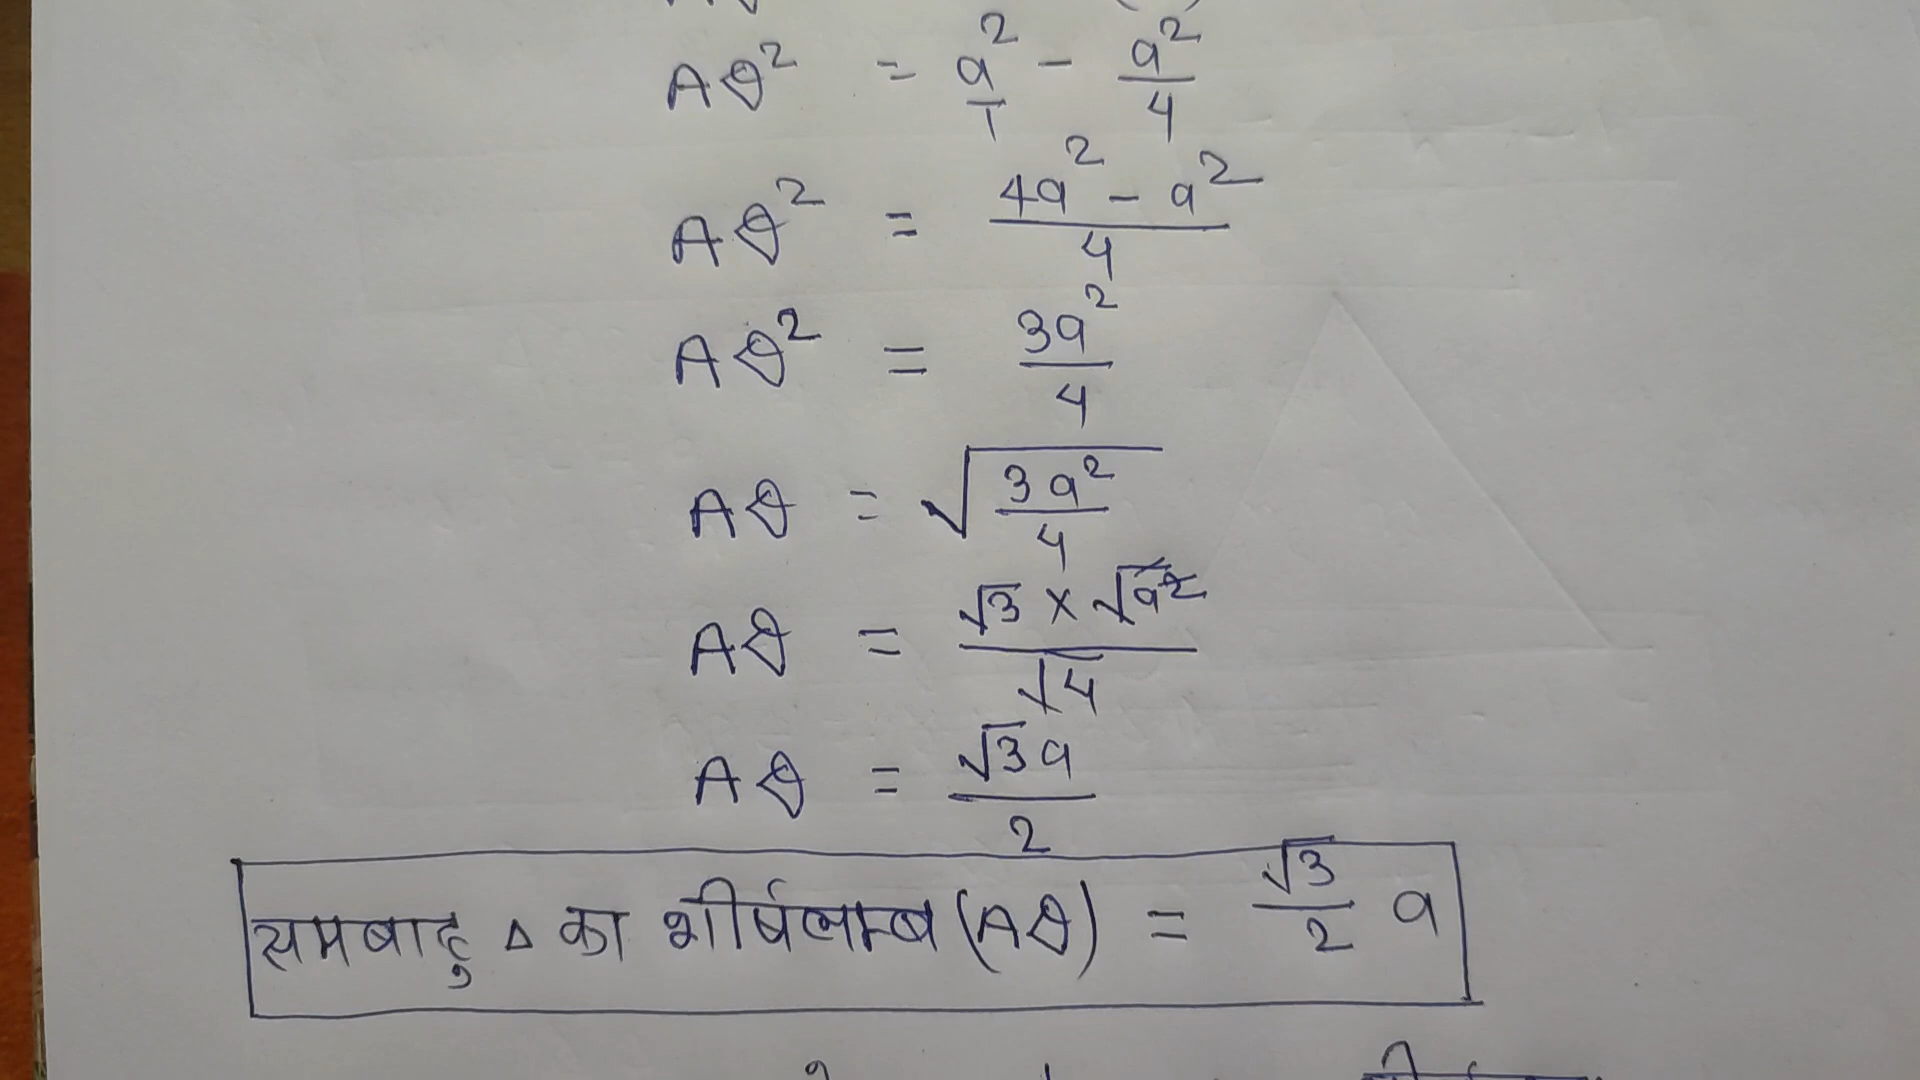 AD² = a²/1 - a²/4
AD² = (4a² - a²)/4
AD² = 3a²/4
AD = √(3a²/4)
AD = (√3 × √a²)/√4
AD = √3a/2
समबाहु Δ का शीर्षलम्ब (AD) = √3/2 a